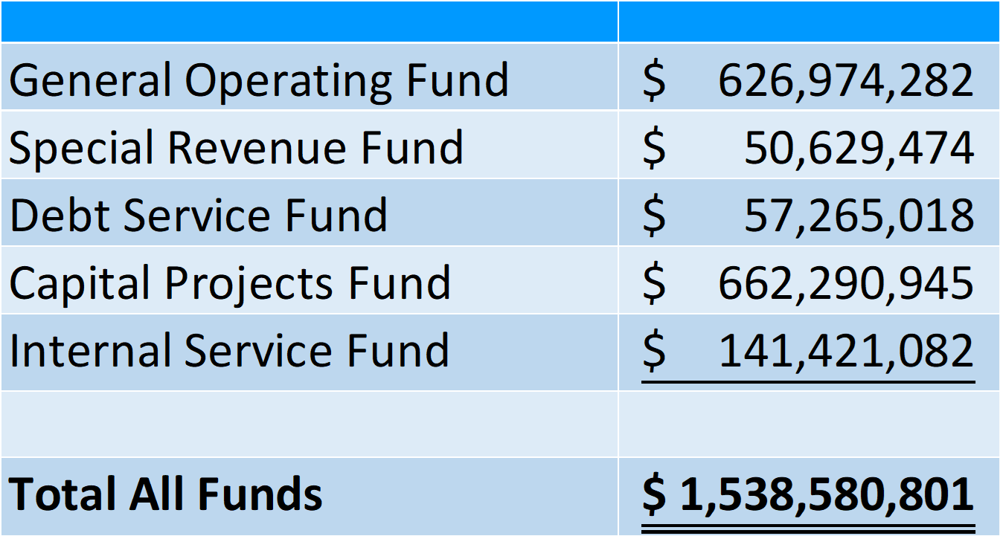 General Operating Fund $ 626,974,282
Special Revenue Fund $ 50,629,474
Debt Service Fund $ 57,265,018
Capital Projects Fund $ 662,290,945
Internal Service Fund $ 141,421,082
Total All Funds $ 1,538,580,801